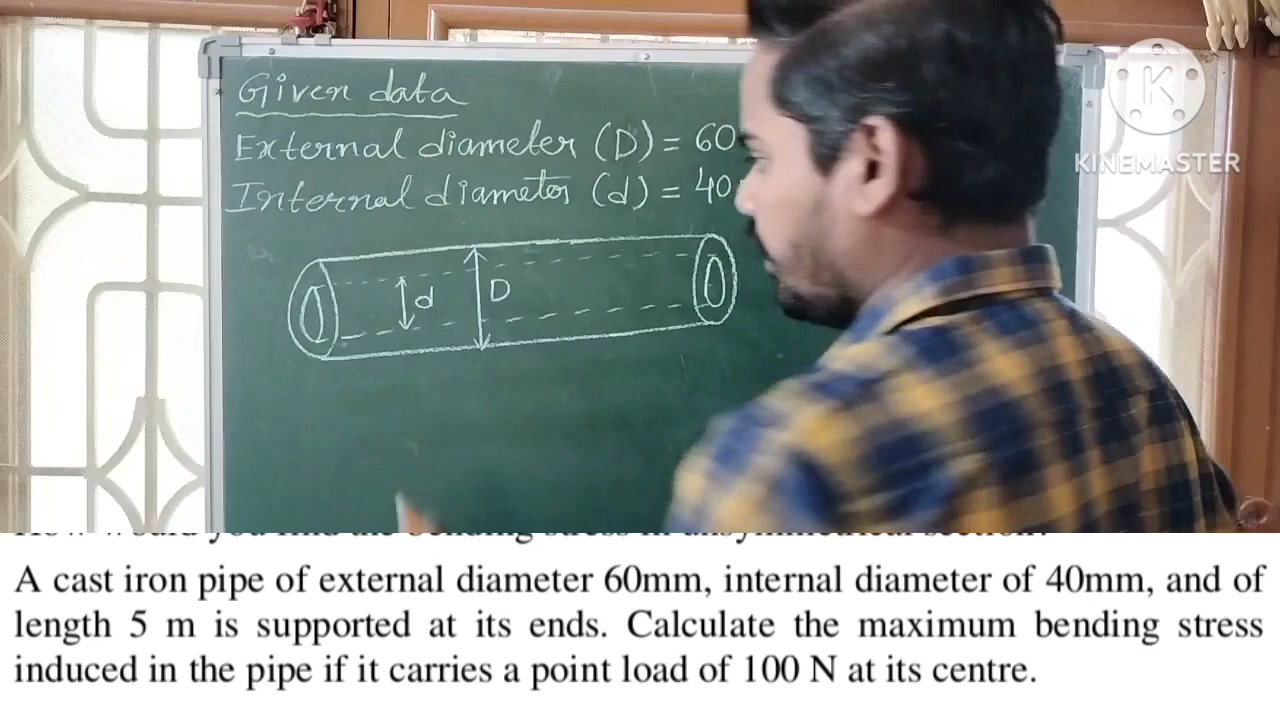 Given data
External diameter (D) = 60
Internal diameter (d) = 40
d
D
K
KINEMASTER
A cast iron pipe of external diameter 60mm, internal diameter of 40mm, and of
length 5 m is supported at its ends. Calculate the maximum bending stress
induced in the pipe if it carries a point load of 100 N at its centre.